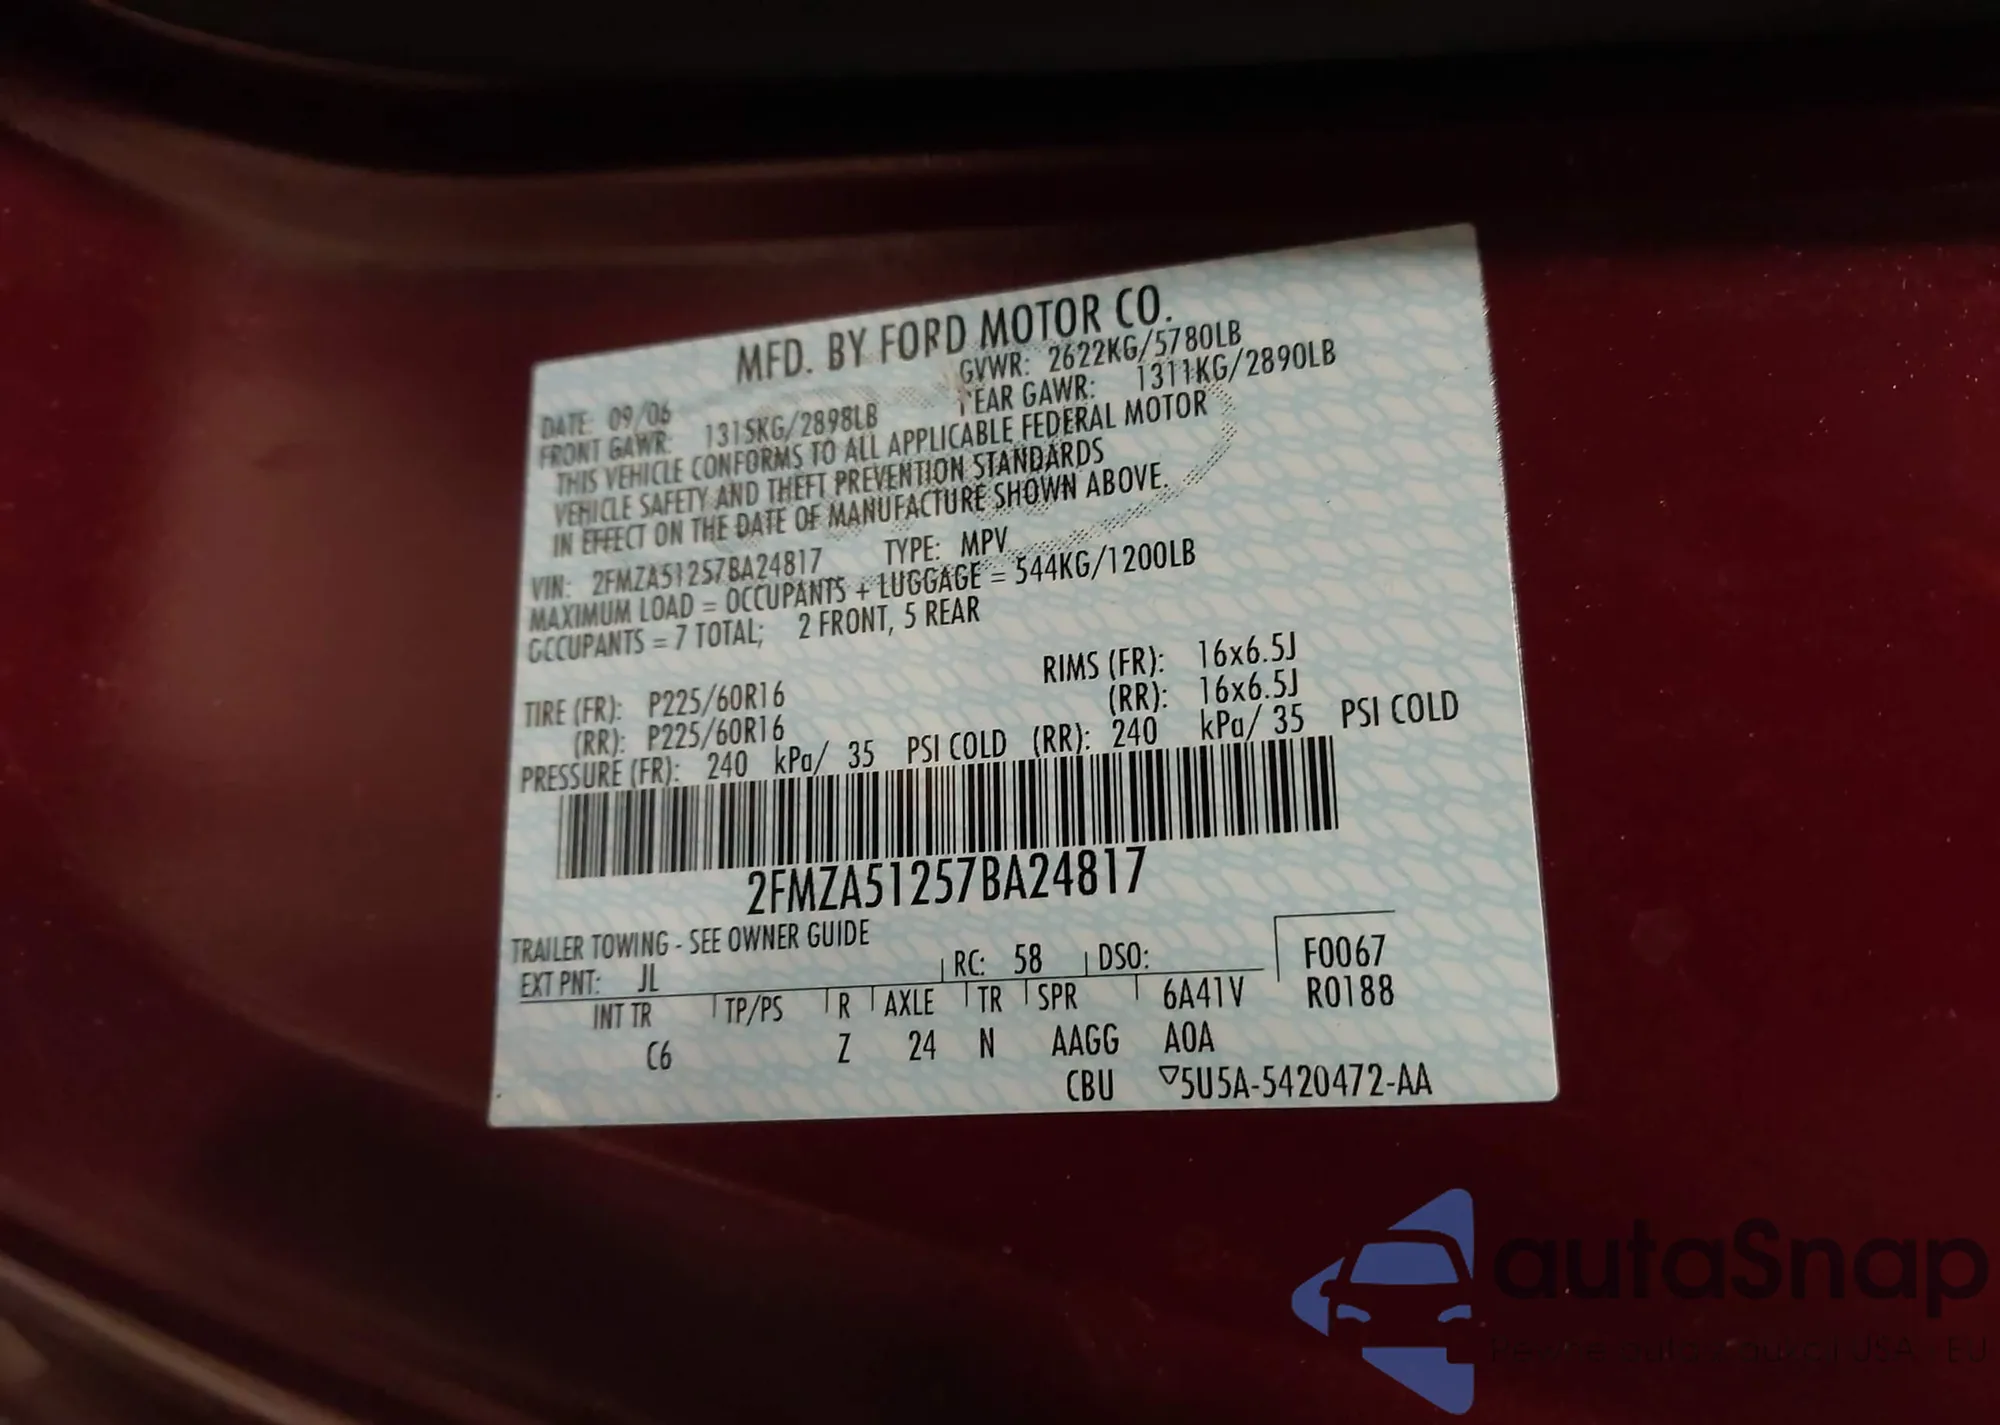 MFD. BY FORD MOTOR CO.
DATE: 09/06 GVWR: 2622KG/5780LB
FRONT GAWR: 1315KG/2898LB REAR GAWR: 1311KG/2890LB
THIS VEHICLE CONFORMS TO ALL APPLICABLE FEDERAL MOTOR
VEHICLE SAFETY AND THEFT PREVENTION STANDARDS
IN EFFECT ON THE DATE OF MANUFACTURE SHOWN ABOVE.
VIN: 2FMZA51257BA24817 TYPE: MPV
MAXIMUM LOAD = OCCUPANTS + LUGGAGE = 544KG/1200LB
OCCUPANTS = 7 TOTAL; 2 FRONT, 5 REAR
TIRE (FR): P225/60R16 RIMS (FR): 16x6.5J
(RR): P225/60R16 (RR): 16x6.5J
PRESSURE (FR): 240 kPa/ 35 PSI COLD (RR): 240 kPa/ 35 PSI COLD
2FMZA51257BA24817
TRAILER TOWING - SEE OWNER GUIDE
EXT PNT: JL RC: 58 DSO: F0067
INT TR TP/PS R AXLE TR SPR 6A41V R0188
C6 Z 24 N AAGG A0A
CBU ▽5U5A-5420472-AA
autaSnap
auta z aukcji USA